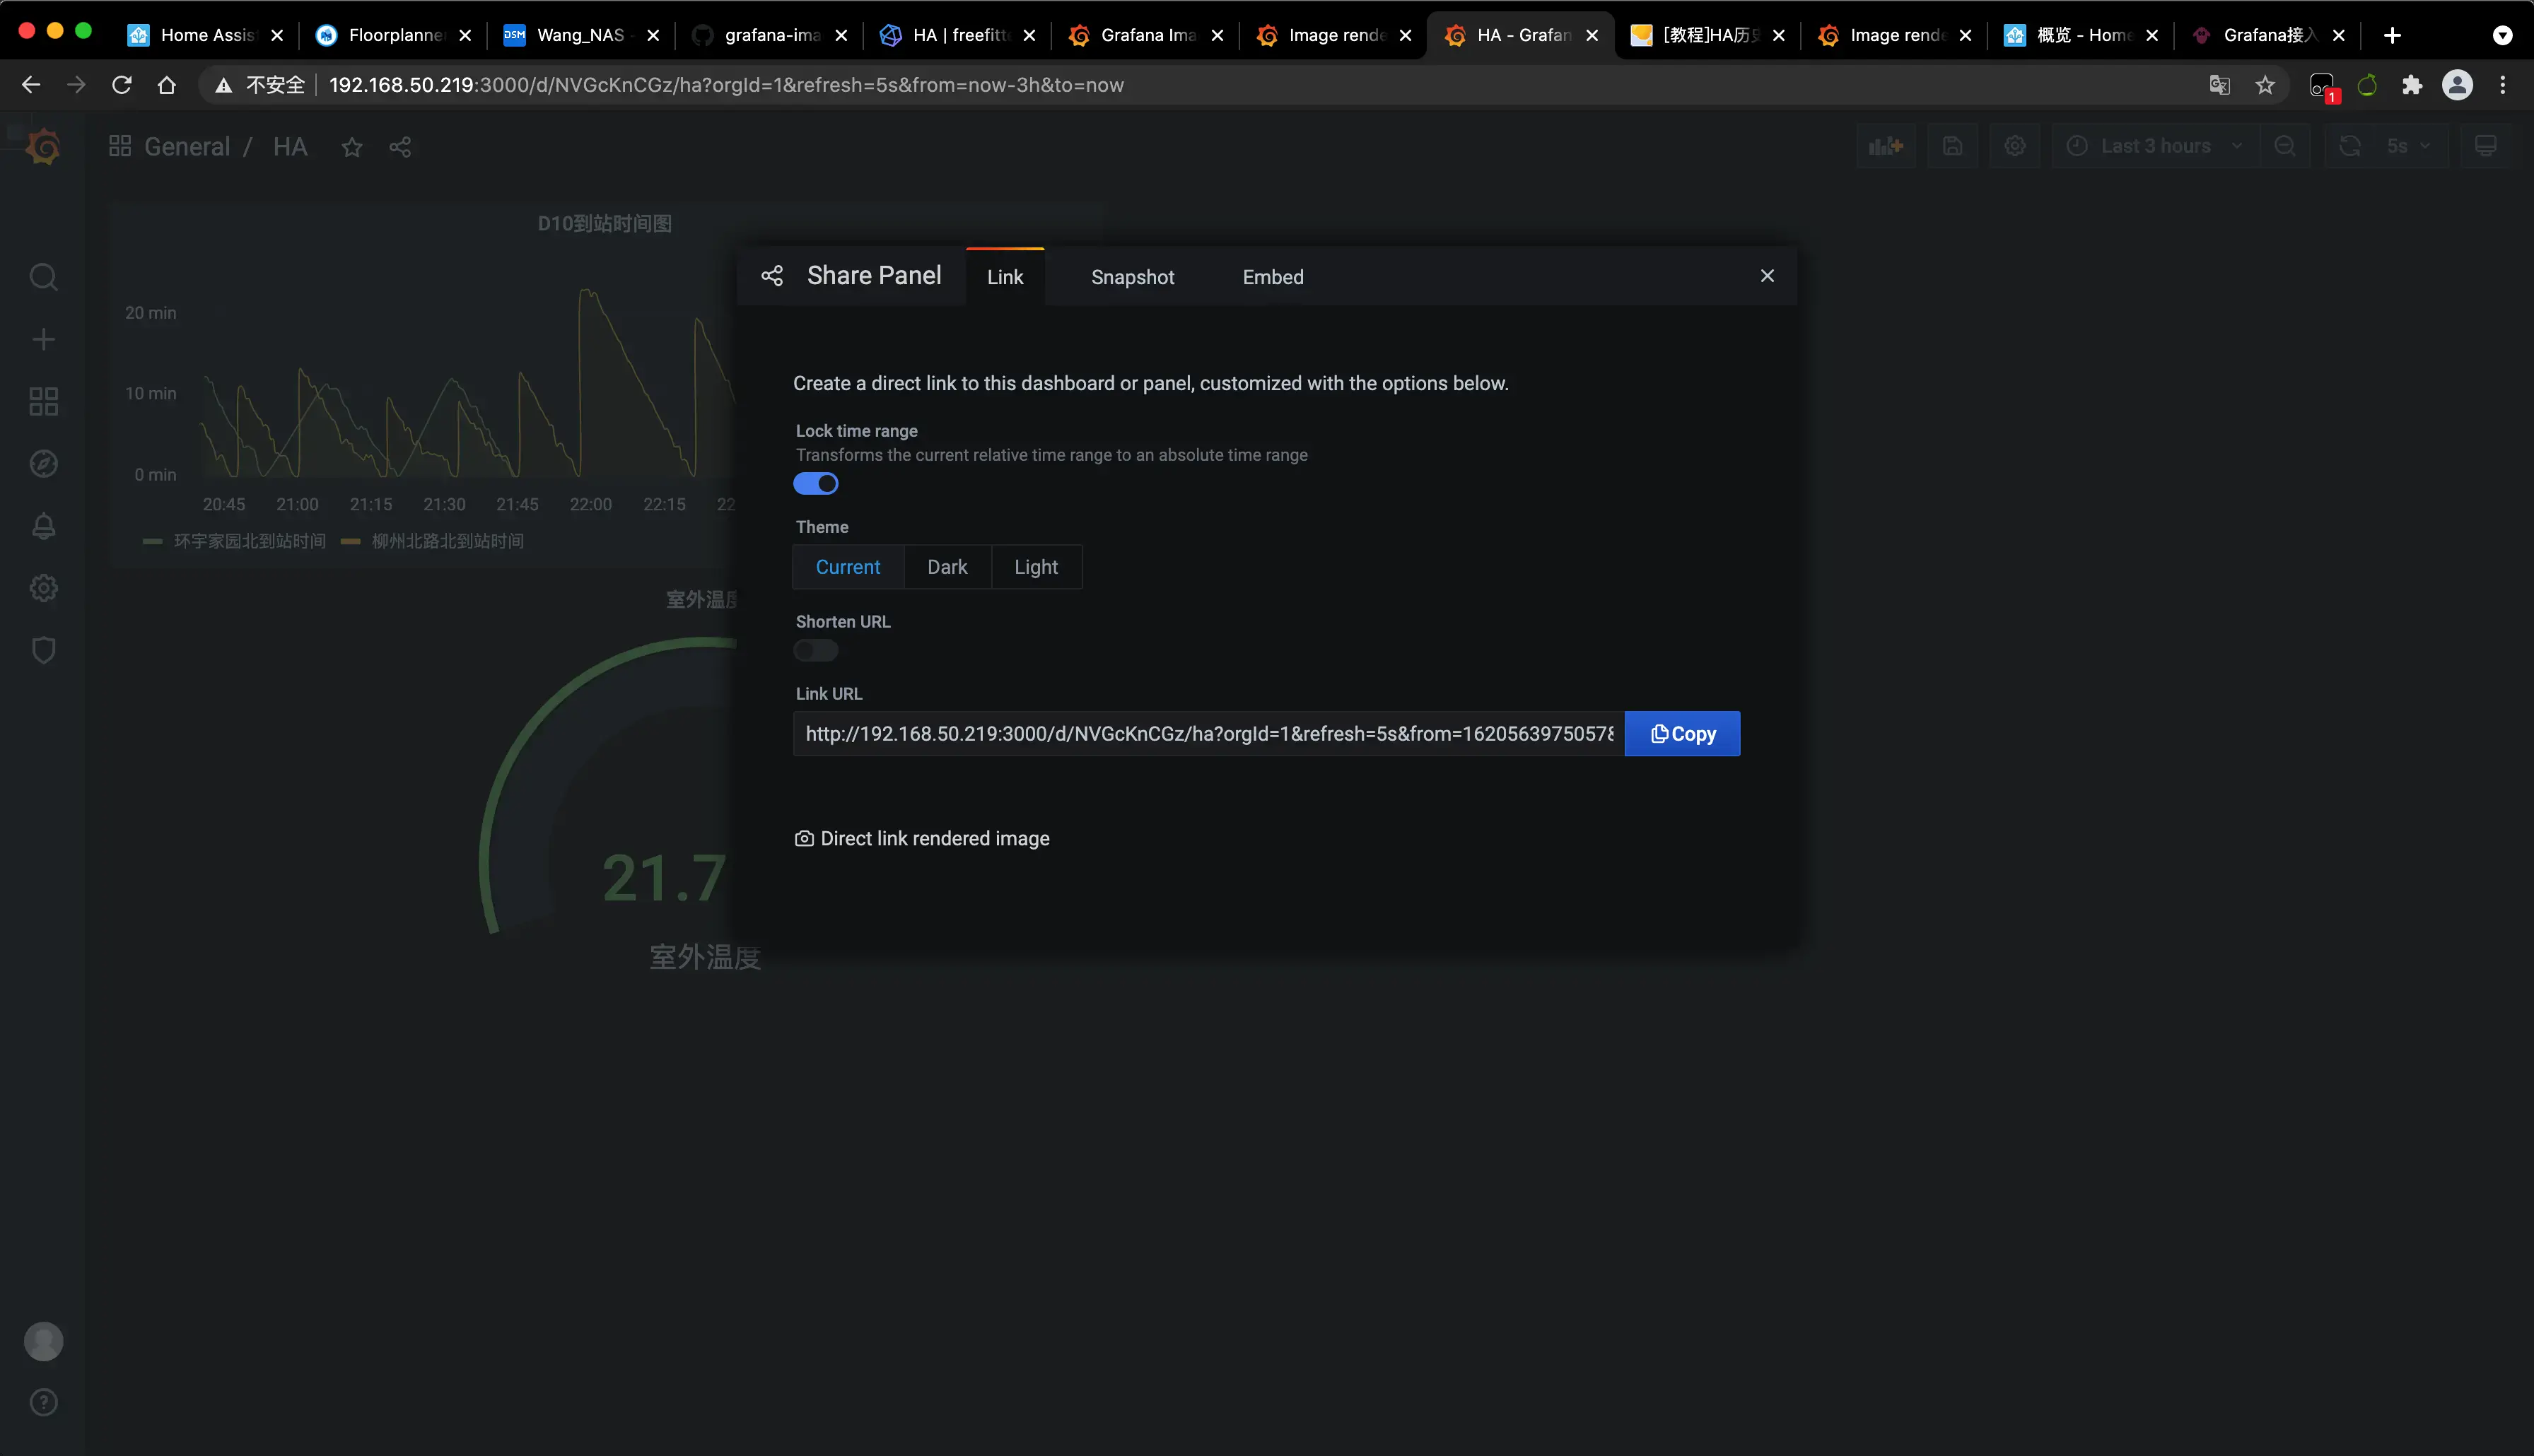 Home Assis
Floorplanne
DSM
Wang_NAS -
grafana-ima
HA | freefitt
Grafana Ima
Image rende
HA - Grafan
[教程]HA历史
Image rende
概览 - Home
Grafana接入
不安全
192.168.50.219:3000/d/NVGcKnCGz/ha?orgId=1&refresh=5s&from=now-3h&to=now
1
General / HA
Last 3 hours
5s
D10到站时间图
20 min
10 min
0 min
20:45 21:00 21:15 21:30 21:45 22:00 22:15 22
环宇家园北到站时间 柳州北路北到站时间
室外温度
21.7
室外温度
Share Panel
Link
Snapshot
Embed
Create a direct link to this dashboard or panel, customized with the options below.
Lock time range
Transforms the current relative time range to an absolute time range
Theme
Current Dark Light
Shorten URL
Link URL
http://192.168.50.219:3000/d/NVGcKnCGz/ha?orgId=1&refresh=5s&from=1620563975057&
Copy
Direct link rendered image